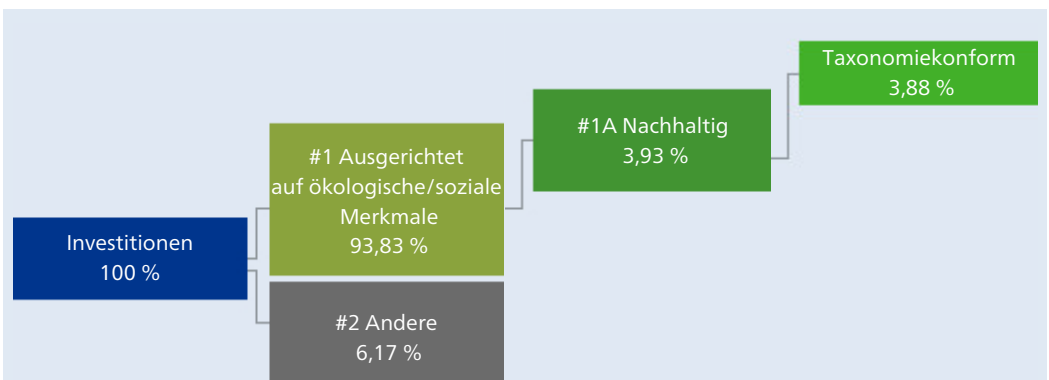 Investitionen
100 %
#1 Ausgerichtet
auf ökologische/soziale
Merkmale
93,83 %
#2 Andere
6,17 %
#1A Nachhaltig
3,93 %
Taxonomiekonform
3,88 %